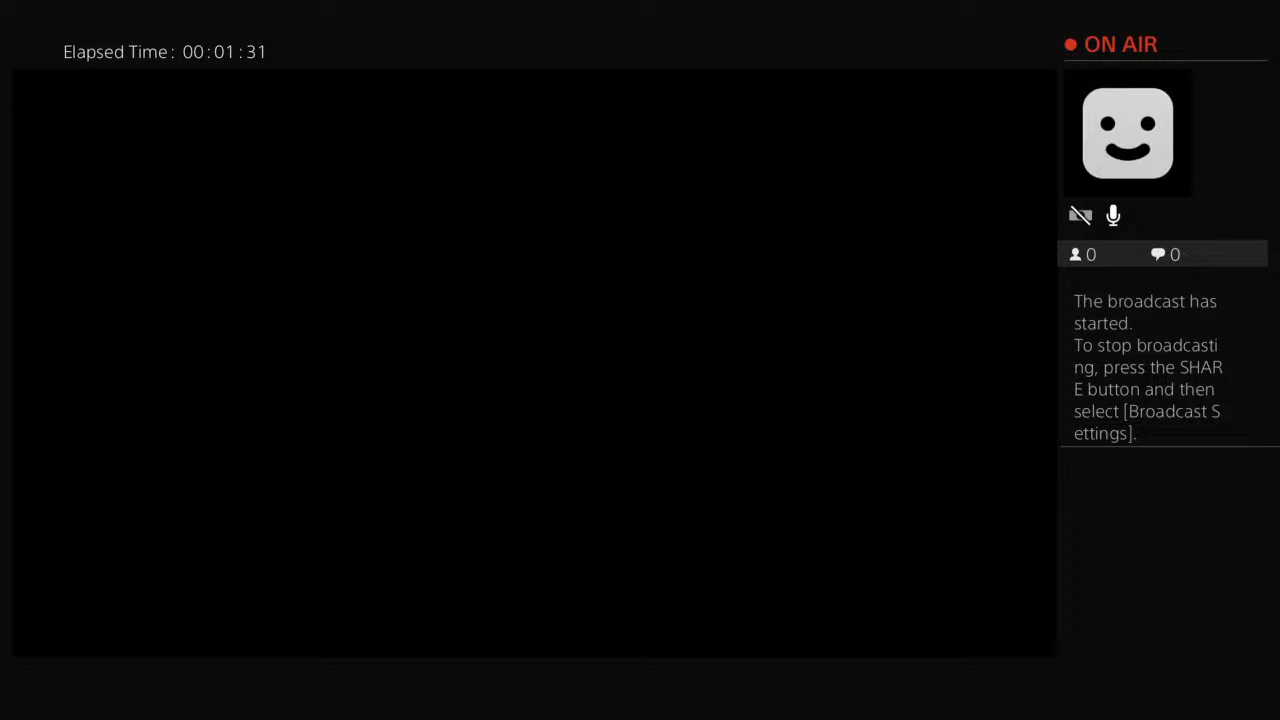 Elapsed Time: 00:01:31
ON AIR
0 0
The broadcast has
started.
To stop broadcasti
ng, press the SHAR
E button and then
select [Broadcast S
ettings].